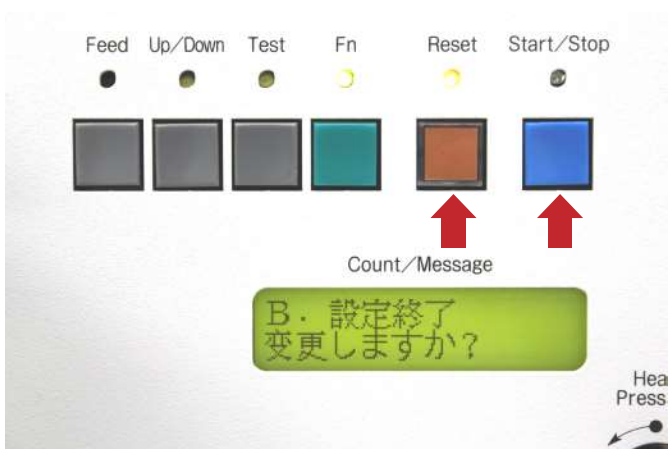 Feed Up/Down Test Fn Reset Start/Stop
Count/Message
B. 設定終了
変更しますか?
Hea
Press